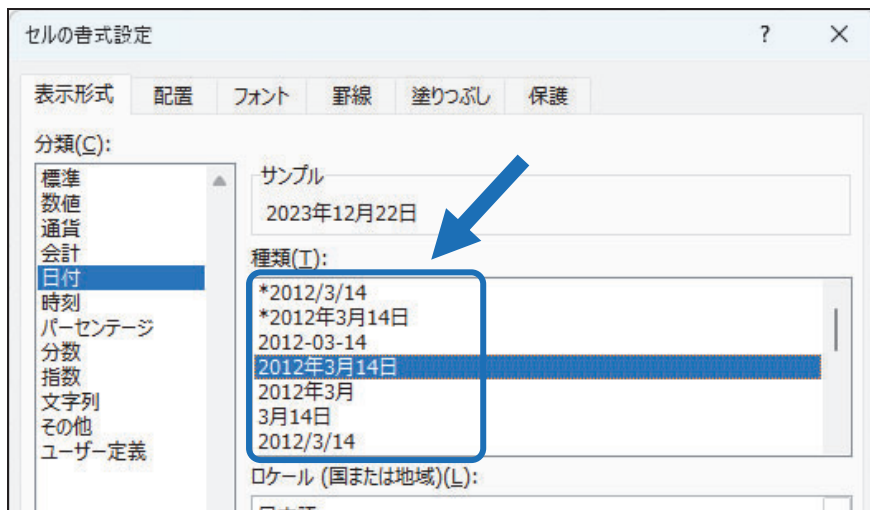 セルの書式設定
? ×
表示形式 配置 フォント 罫線 塗りつぶし 保護
分類(C):
標準
数値
通貨
会計
日付
時刻
パーセンテージ
分数
指数
文字列
その他
ユーザー定義
サンプル
2023年12月22日
種類(T):
*2012/3/14
*2012年3月14日
2012-03-14
2012年3月14日
2012年3月
3月14日
2012/3/14
ロケール (国または地域)(L):